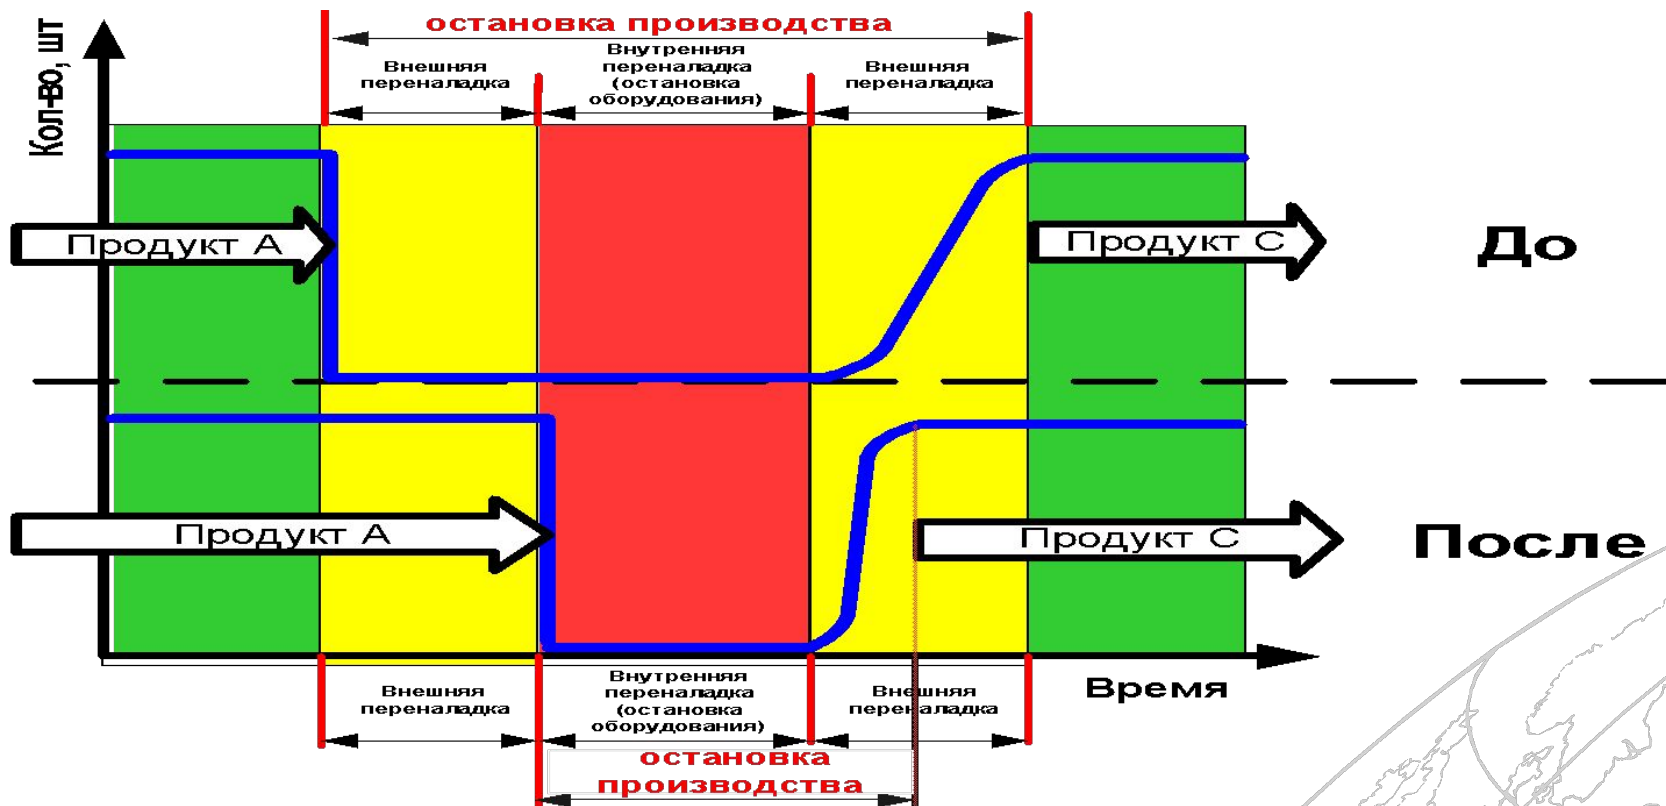 остановка производства
Кол-во, шт
Внешняя
переналадка
Внутренняя
переналадка
(остановка
оборудования)
Внешняя
переналадка
Продукт А
Продукт С
До
Продукт А
Продукт С
После
Внешняя
переналадка
Внутренняя
переналадка
(остановка
оборудования)
Внешняя
переналадка
Время
остановка
производства